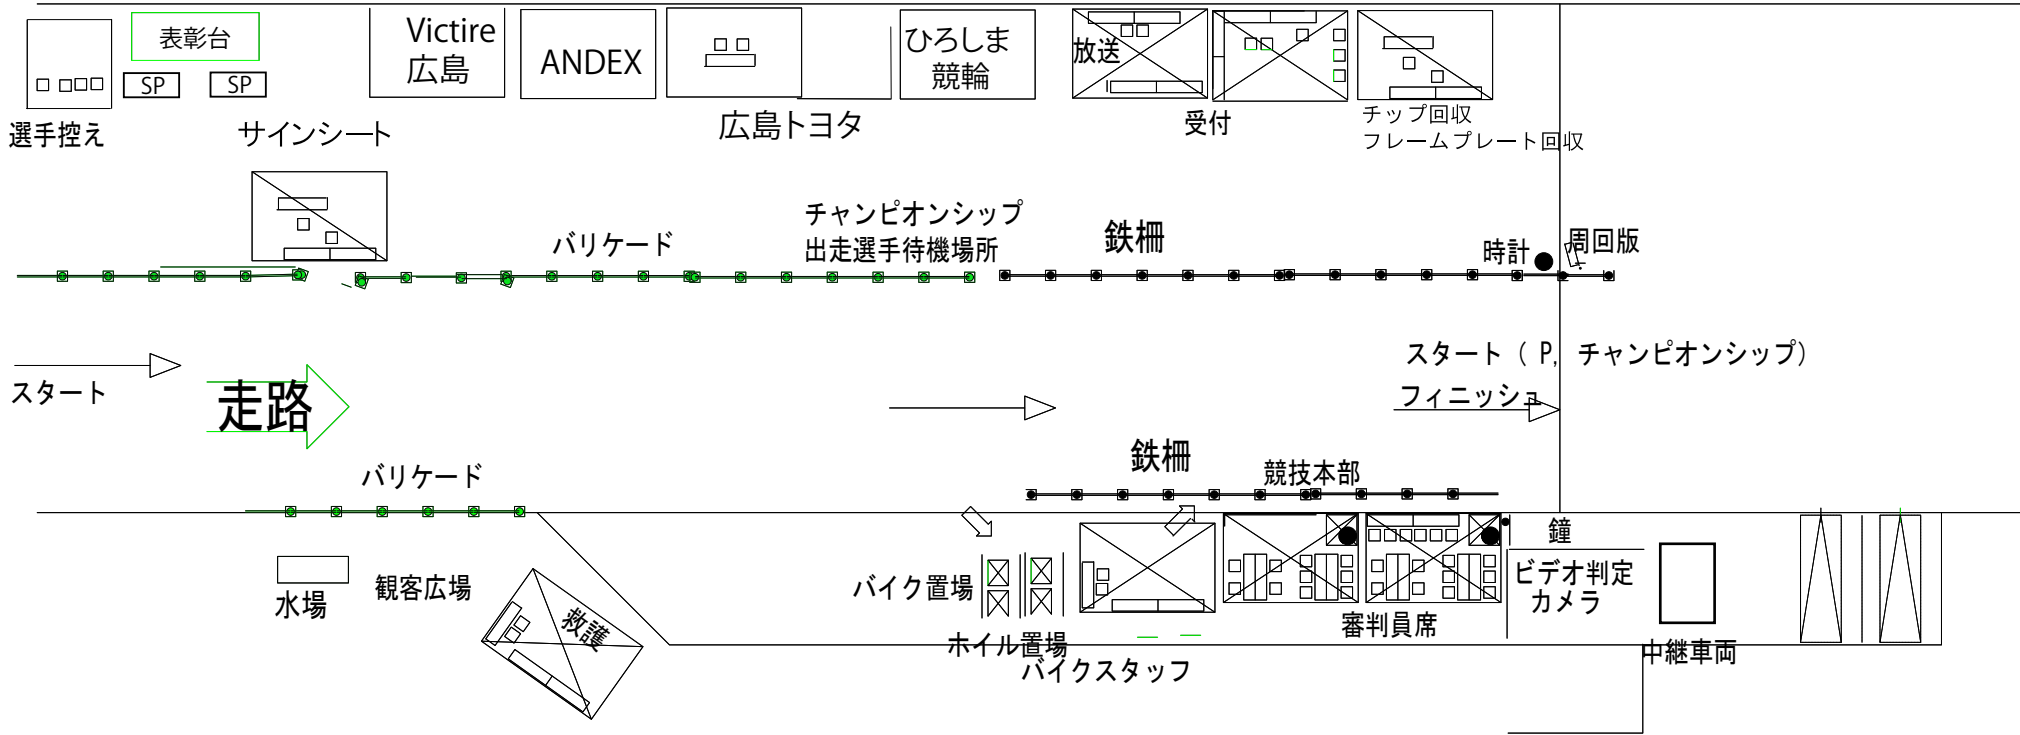 表彰台
SP
SP
選手控え
サインシート
Victire
広島
ANDEX
広島トヨタ
ひろしま
競輪
放送
受付
チップ回収
フレームプレート回収
バリケード
チャンピオンシップ
出走選手待機場所
鉄柵
時計
周回版
スタート
走路
スタート（ P, チャンピオンシップ）
フィニッシュ
バリケード
鉄柵
競技本部
水場
観客広場
救護
バイク置場
ホイル置場
バイクスタッフ
審判員席
鐘
ビデオ判定
カメラ
中継車両